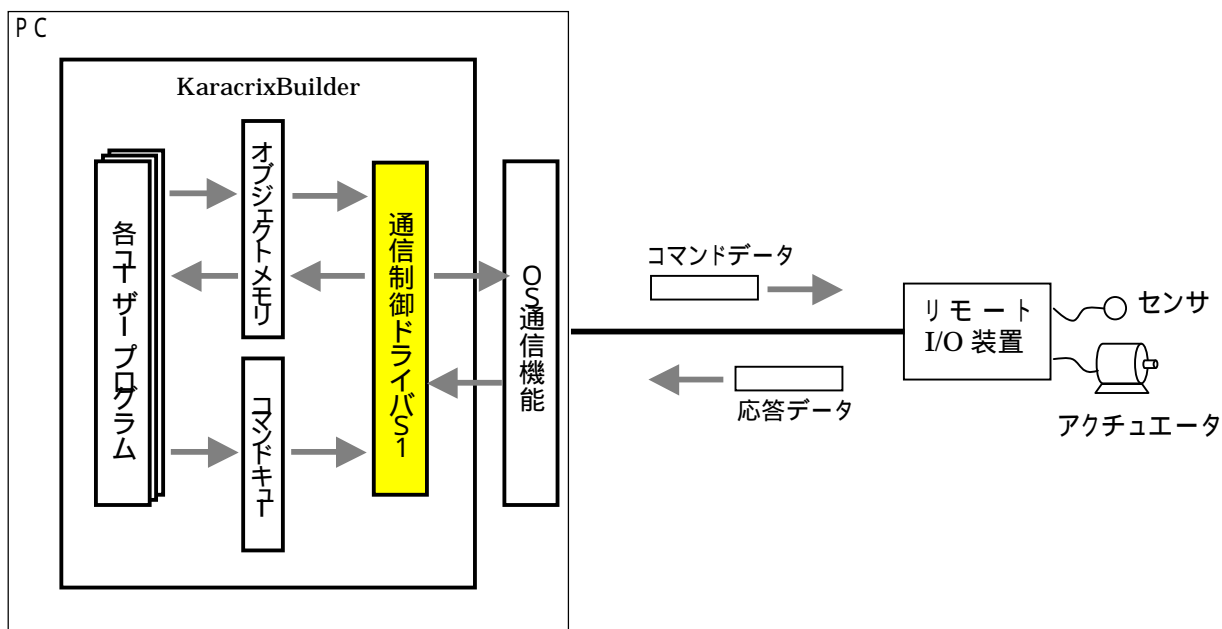 PC
KaracrixBuilder
各ユーザープログラム
オブジェクトメモリ
コマンドキュー
通信制御ドライバS1
OS通信機能
コマンドデータ
応答データ
リモート
I/O 装置
センサ
アクチュエータ